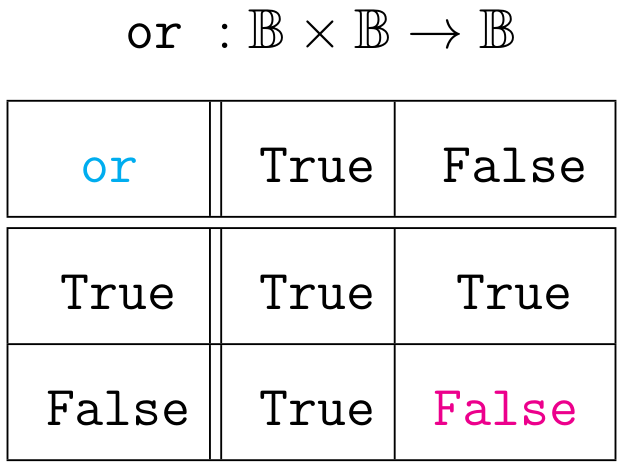 or : 𝔹 × 𝔹 → 𝔹
or True False
True True True
False True False